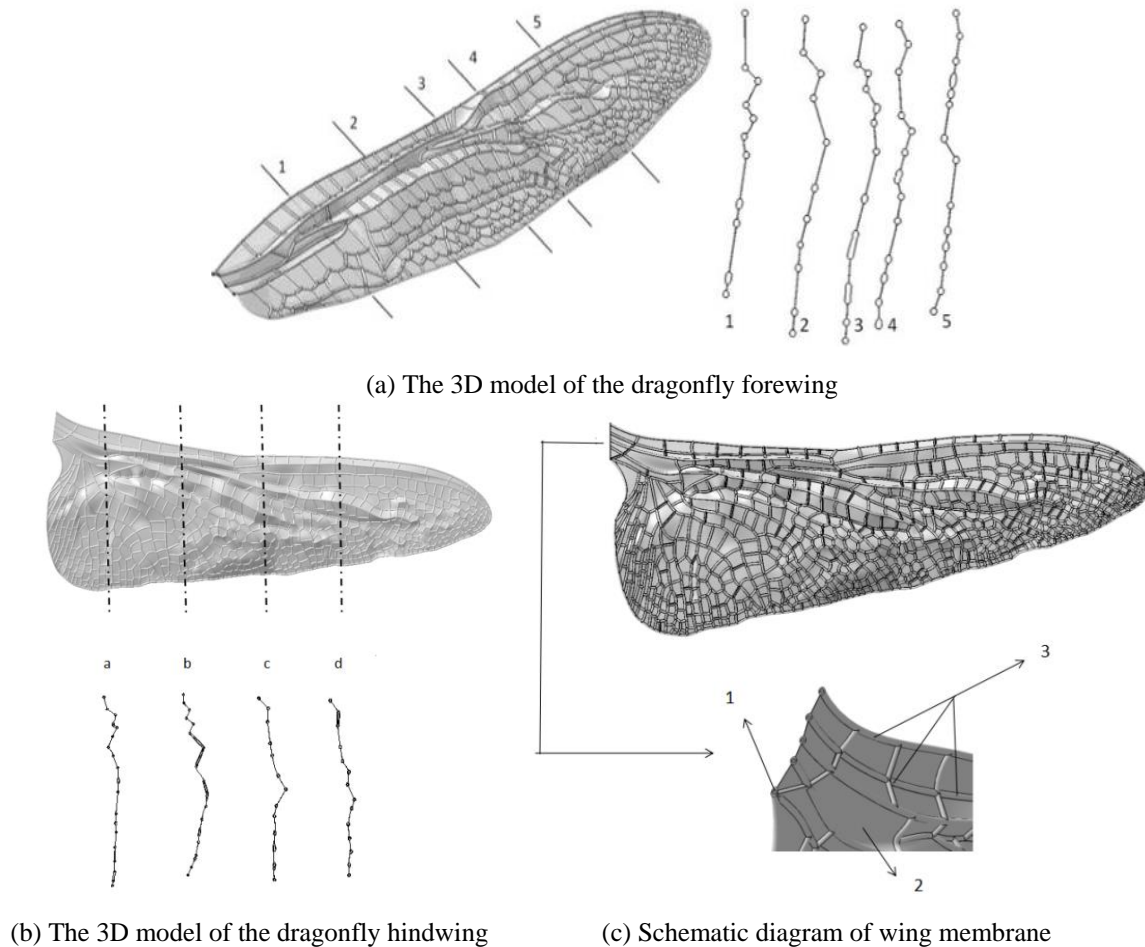 5
4
3
2
1
1
2
3
4
5
(a) The 3D model of the dragonfly forewing
a
b
c
d
3
1
2
(b) The 3D model of the dragonfly hindwing
(c) Schematic diagram of wing membrane